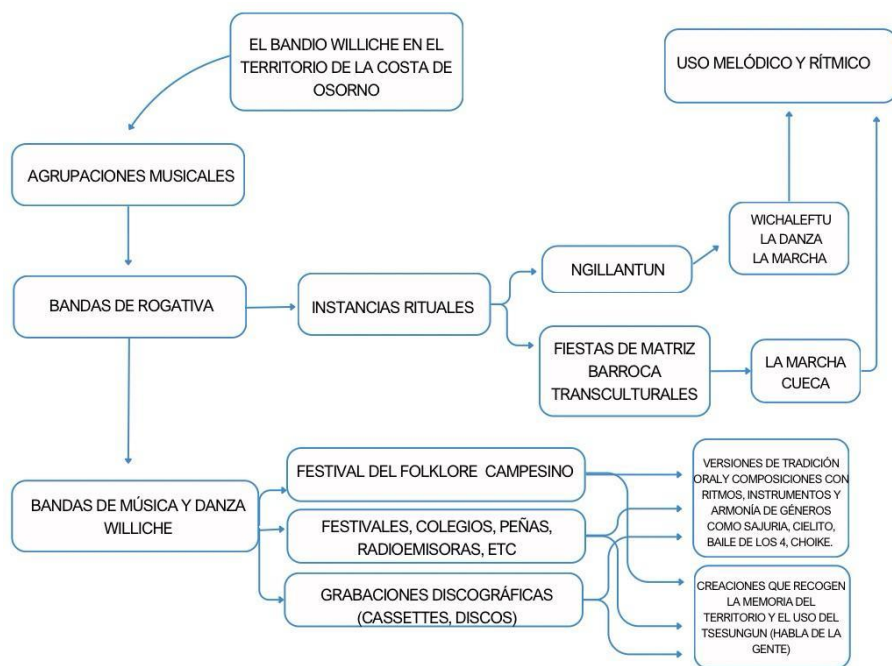 EL BANDIO WILLICHE EN EL
TERRITORIO DE LA COSTA DE
OSORNO
USO MELÓDICO Y RÍTMICO
AGRUPACIONES MUSICALES
WICHALEFTU
LA DANZA
LA MARCHA
NGILLANTUN
BANDAS DE ROGATIVA
INSTANCIAS RITUALES
FIESTAS DE MATRIZ
BARROCA
TRANSCULTURALES
LA MARCHA
CUECA
BANDAS DE MÚSICA Y DANZA
WILLICHE
FESTIVAL DEL FOLKLORE CAMPESINO
FESTIVALES, COLEGIOS, PEÑAS,
RADIOEMISORAS, ETC
GRABACIONES DISCOGRÁFICAS
(CASSETTES, DISCOS)
VERSIONES DE TRADICIÓN
ORAL Y COMPOSICIONES CON
RITMOS, INSTRUMENTOS Y
ARMONÍA DE GÉNEROS
COMO SAJURIA, CIELITO,
BAILE DE LOS 4, CHOIKE.
CREACIONES QUE RECOGEN
LA MEMORIA DEL
TERRITORIO Y EL USO DEL
TSESUNGUN (HABLA DE LA
GENTE)